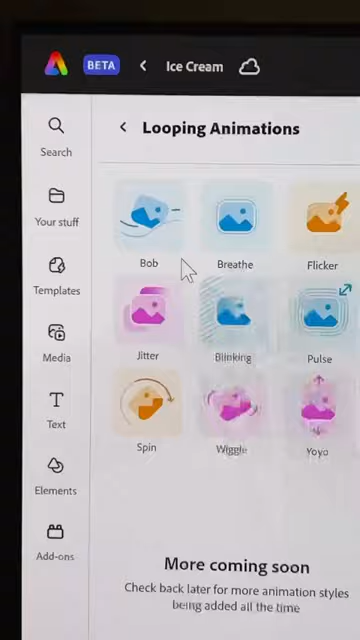 BETA
Ice Cream
Looping Animations
Search
Your stuff
Templates
Media
Text
Elements
Add-ons
Bob
Breathe
Flicker
Jitter
Blinking
Pulse
Spin
Wiggle
Yoyo
More coming soon
Check back later for more animation styles
being added all the time